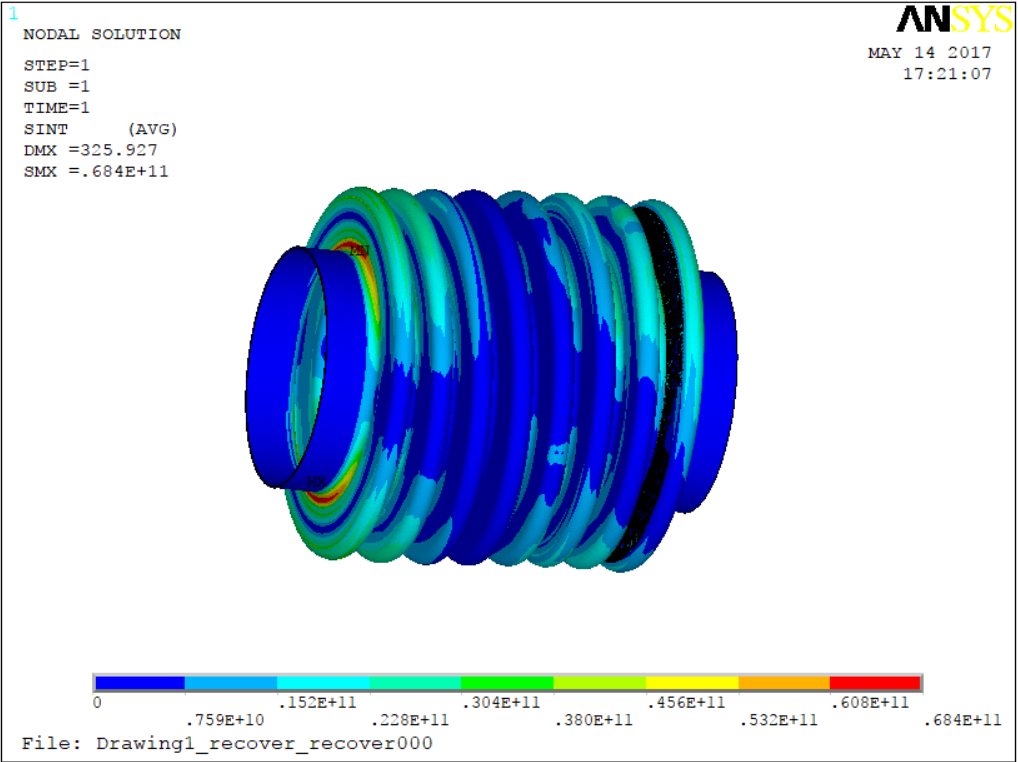 1
ANSYS
NODAL SOLUTION
MAY 14 2017
17:21:07
STEP=1
SUB =1
TIME=1
SINT (AVG)
DMX =325.927
SMX =.684E+11
MN
MX
0 .152E+11 .304E+11 .456E+11 .608E+11
.759E+10 .228E+11 .380E+11 .532E+11 .684E+11
File: Drawing1_recover_recover000